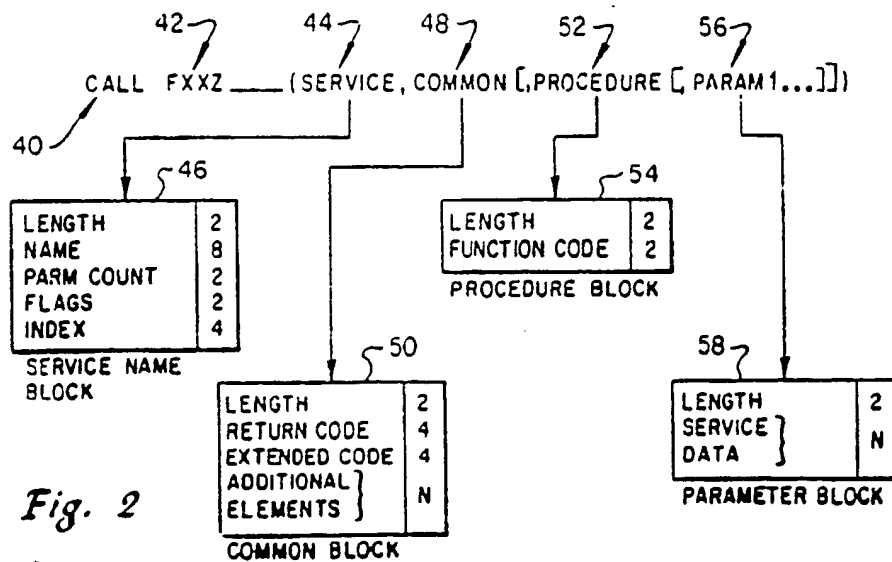 42 44 48 52 56
CALL FXXZ____(SERVICE,COMMON[,PROCEDURE[,PARAM1...]])
40
46
LENGTH 2
NAME 8
PARM COUNT 2
FLAGS 2
INDEX 4
SERVICE NAME
BLOCK
54
LENGTH 2
FUNCTION CODE 2
PROCEDURE BLOCK
50
LENGTH 2
RETURN CODE 4
EXTENDED CODE 4
ADDITIONAL
ELEMENTS } N
COMMON BLOCK
58
LENGTH 2
SERVICE
DATA } N
PARAMETER BLOCK
Fig. 2